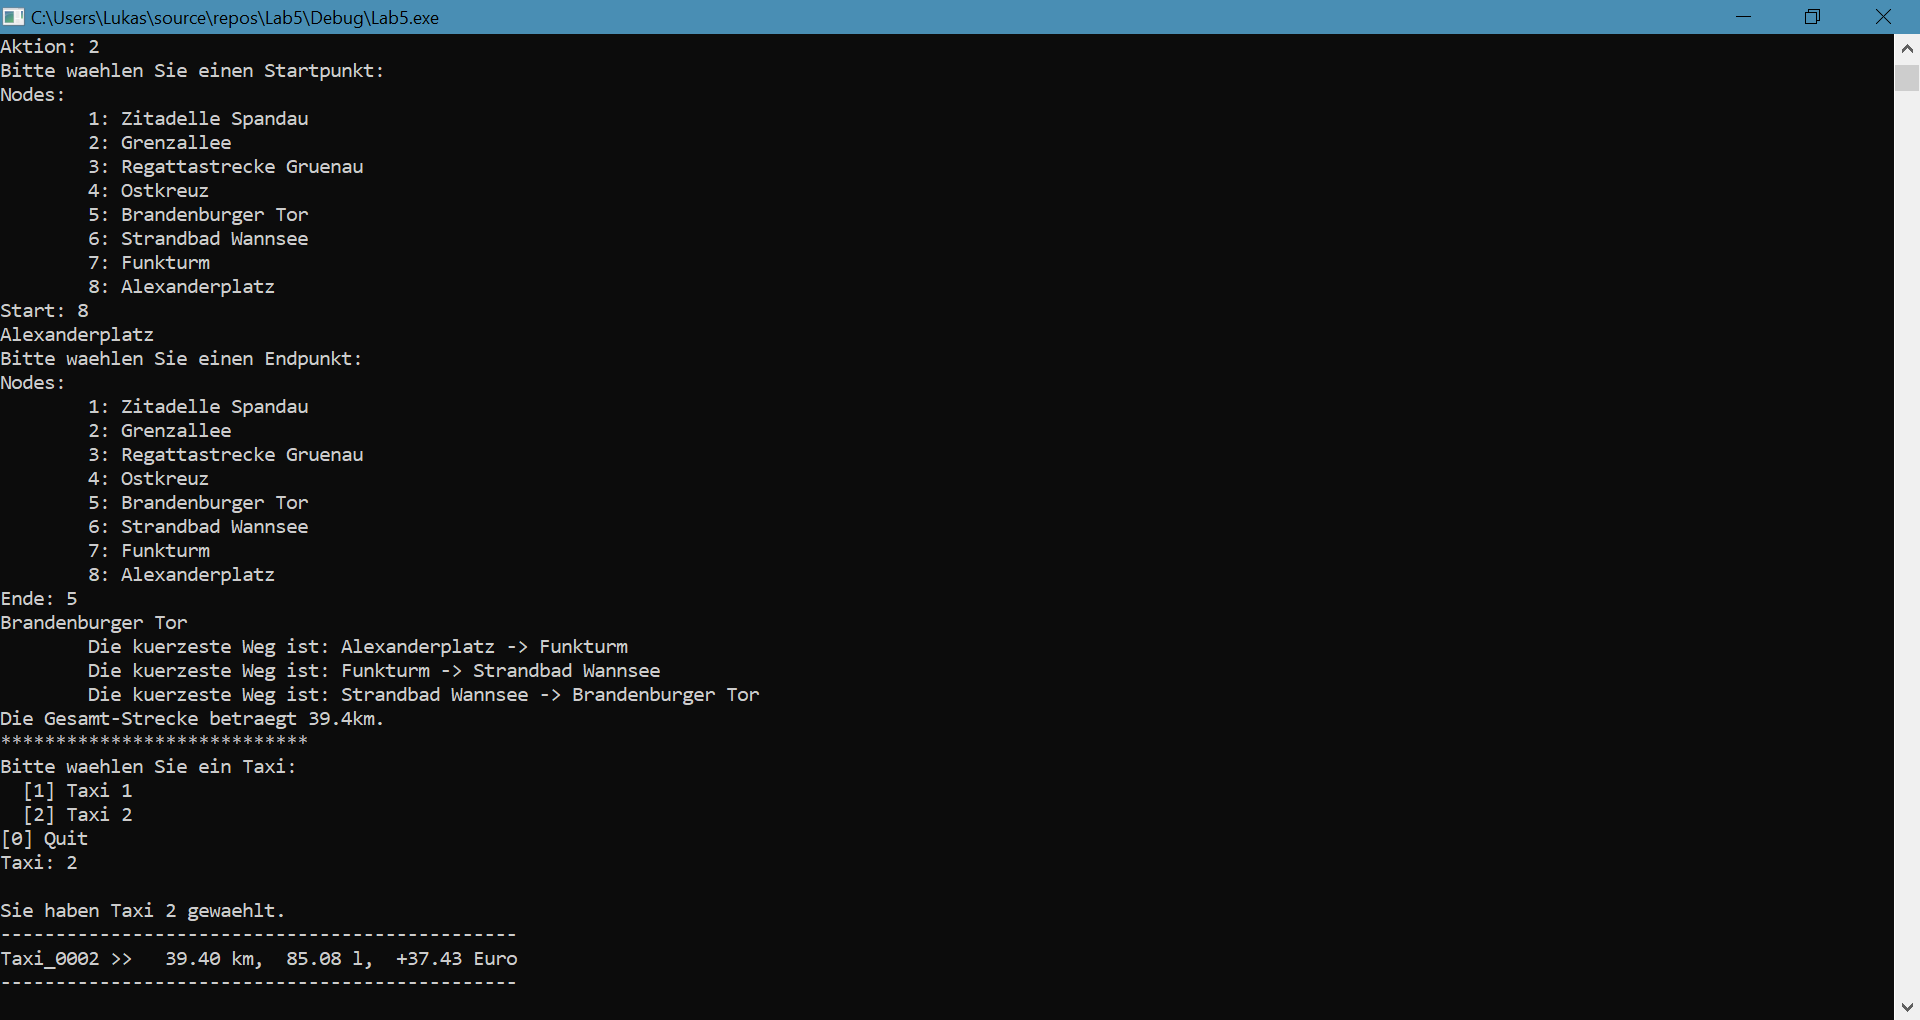 C:\Users\Lukas\source\repos\Lab5\Debug\Lab5.exe
Aktion: 2
Bitte waehlen Sie einen Startpunkt:
Nodes:
1: Zitadelle Spandau
2: Grenzallee
3: Regattastrecke Gruenau
4: Ostkreuz
5: Brandenburger Tor
6: Strandbad Wannsee
7: Funkturm
8: Alexanderplatz
Start: 8
Alexanderplatz
Bitte waehlen Sie einen Endpunkt:
Nodes:
1: Zitadelle Spandau
2: Grenzallee
3: Regattastrecke Gruenau
4: Ostkreuz
5: Brandenburger Tor
6: Strandbad Wannsee
7: Funkturm
8: Alexanderplatz
Ende: 5
Brandenburger Tor
Die kuerzeste Weg ist: Alexanderplatz -> Funkturm
Die kuerzeste Weg ist: Funkturm -> Strandbad Wannsee
Die kuerzeste Weg ist: Strandbad Wannsee -> Brandenburger Tor
Die Gesamt-Strecke betraegt 39.4km.
****************************
Bitte waehlen Sie ein Taxi:
[1] Taxi 1
[2] Taxi 2
[0] Quit
Taxi: 2
Sie haben Taxi 2 gewaehlt.
-----------------------------------------------
Taxi_0002 >>   39.40 km,  85.08 l,  +37.43 Euro
-----------------------------------------------